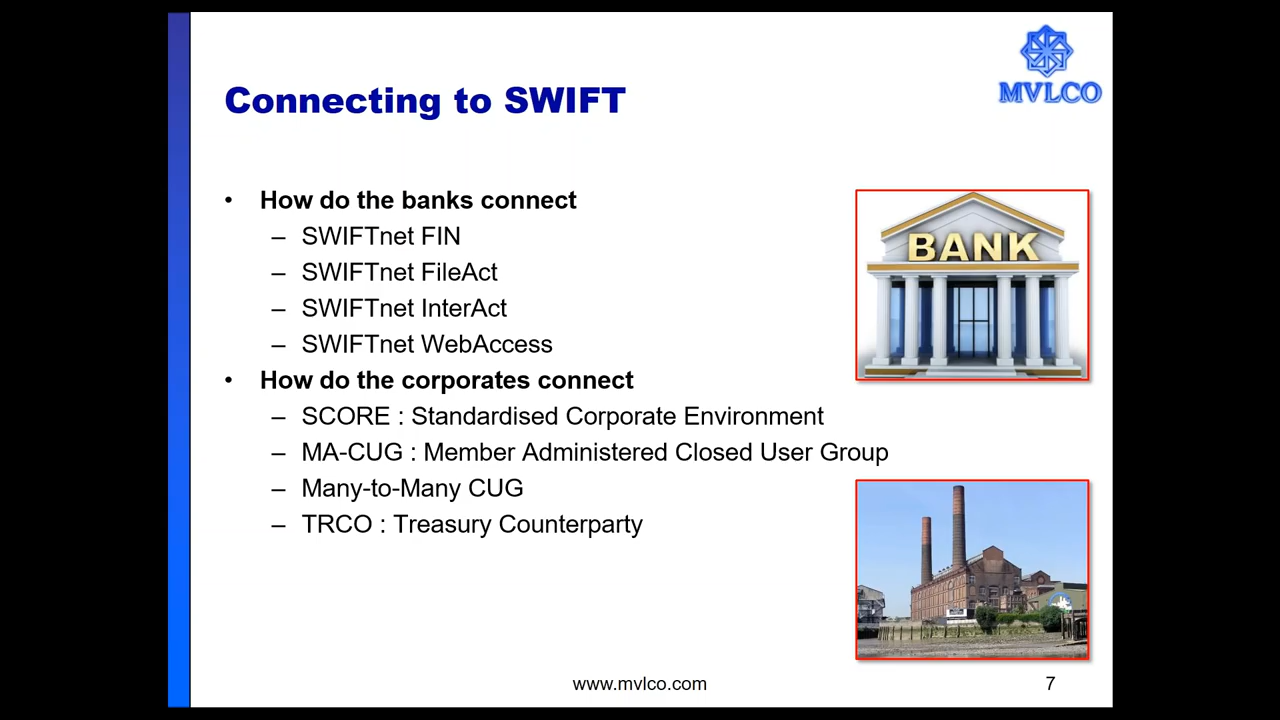 MVLCO
Connecting to SWIFT
• How do the banks connect
– SWIFTnet FIN
– SWIFTnet FileAct
– SWIFTnet InterAct
– SWIFTnet WebAccess
BANK
• How do the corporates connect
– SCORE : Standardised Corporate Environment
– MA-CUG : Member Administered Closed User Group
– Many-to-Many CUG
– TRCO : Treasury Counterparty
www.mvlco.com
7